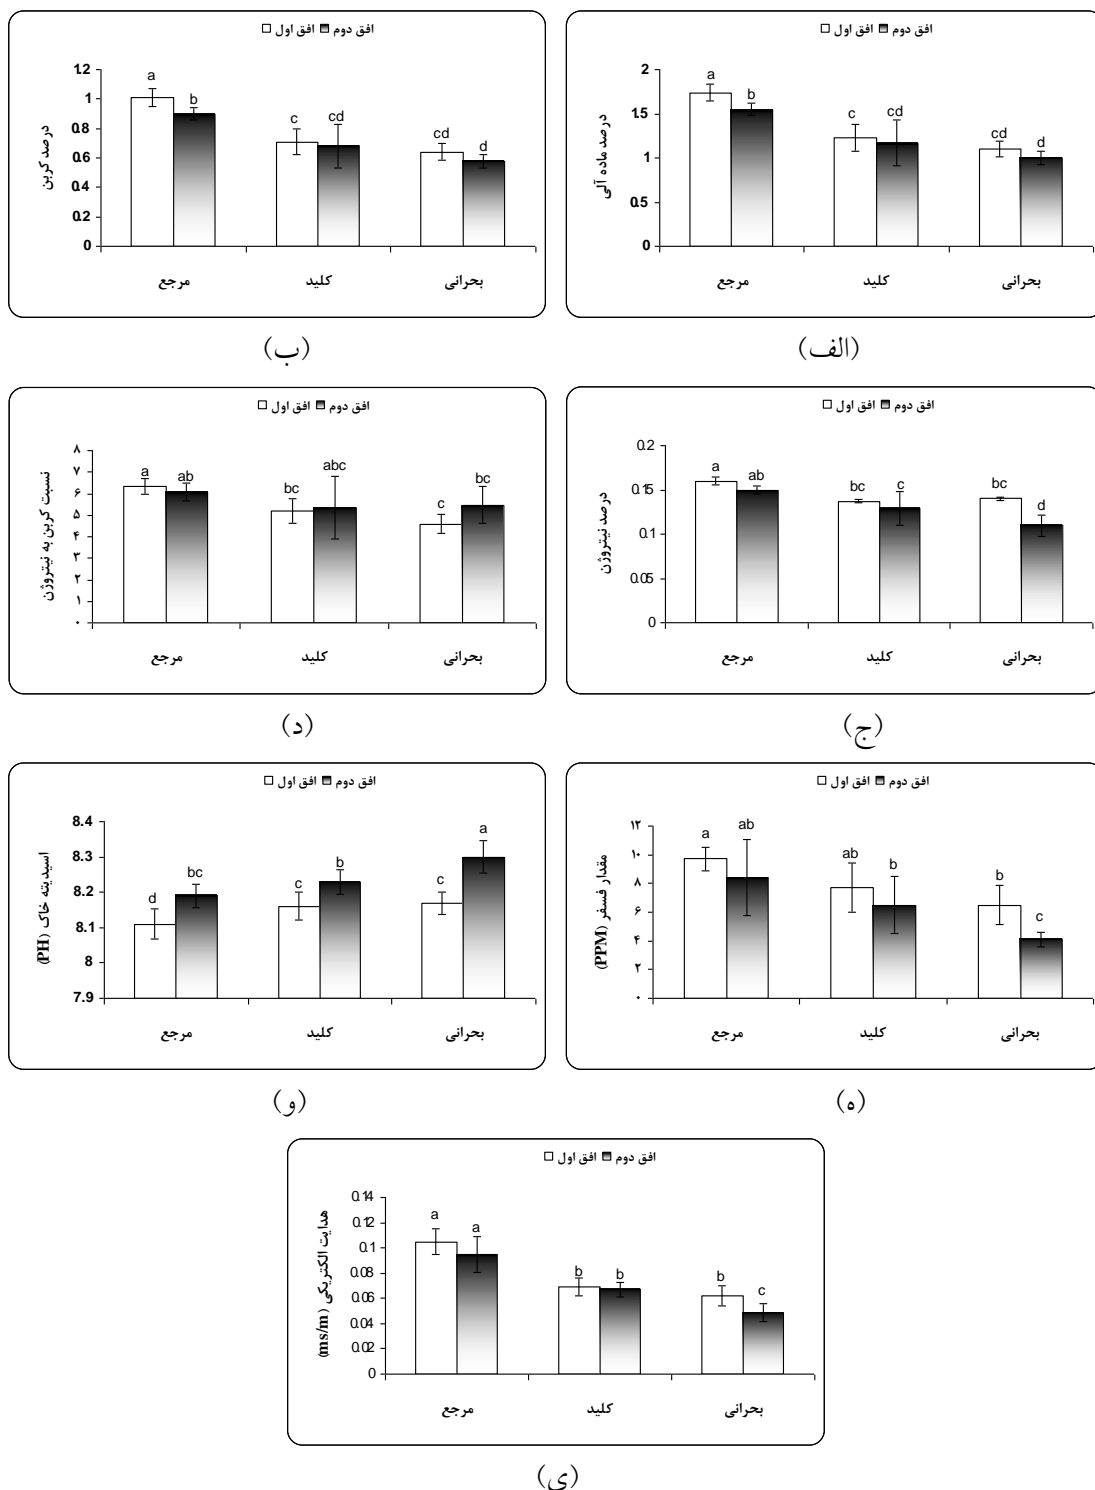 افق اول افق دوم
درصد ماده آلی
2
1.5
1
0.5
0
a b c cd cd d
مرجع کلید بحرانی
(الف)
افق اول افق دوم
درصد کربن
1.2
1
0.8
0.6
0.4
0.2
0
a b c cd cd d
مرجع کلید بحرانی
(ب)
افق اول افق دوم
درصد نیتروژن
0.2
0.15
0.1
0.05
0
a ab bc c bc d
مرجع کلید بحرانی
(ج)
افق اول افق دوم
نسبت کربن به نیتروژن
۸
۷
۶
۵
۴
۳
۲
۱
۰
a ab bc abc c bc
مرجع کلید بحرانی
(د)
افق اول افق دوم
مقدار فسفر (PPM)
۱۲
۱۰
۸
۶
۴
۲
۰
a ab ab b b c
مرجع کلید بحرانی
(ه)
افق اول افق دوم
اسیدیته خاک (PH)
8.4
8.3
8.2
8.1
8
7.9
d bc c b c a
مرجع کلید بحرانی
(و)
افق اول افق دوم
هدایت الکتریکی (ms/m)
0.14
0.12
0.1
0.08
0.06
0.04
0.02
0
a a b b b c
مرجع کلید بحرانی
(ی)